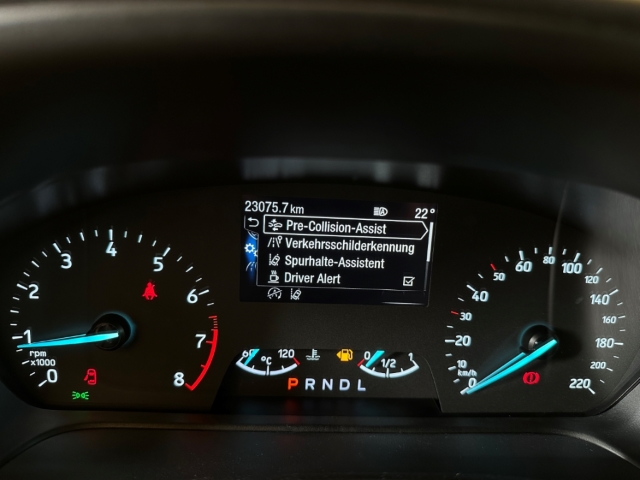 23075.7 km 22°
Pre-Collision-Assist
Verkehrsschilderkennung
Spurhalte-Assistent
Driver Alert
0 1 2 3 4 5 6 7 8
rpm
x1000
60 °C 120
0 1/2 1
P R N D L
0 10 20 30 40 50 60 80 100 120 140 160 180 200 220
km/h